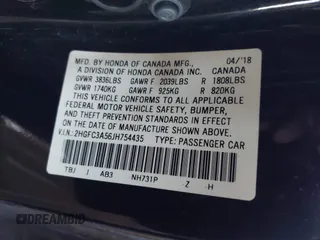 MFD. BY HONDA OF CANADA MFG., 04/'18
A DIVISION OF HONDA CANADA INC. CANADA
GVWR 3836LBS GAWR F 2039LBS R 1808LBS
GVWR 1740KG GAWR F 925KG R 820KG
THIS VEHICLE CONFORMS TO ALL APPLICABLE
FEDERAL MOTOR VEHICLE SAFETY, BUMPER,
AND THEFT PREVENTION STANDARDS IN EFFECT
ON THE DATE OF MANUFACTURE SHOWN ABOVE.
V.I.N.: 2HGFC3A56JH754435 TYPE: PASSENGER CAR
TBJ I AB3 NH731P Z H
DREAMBID